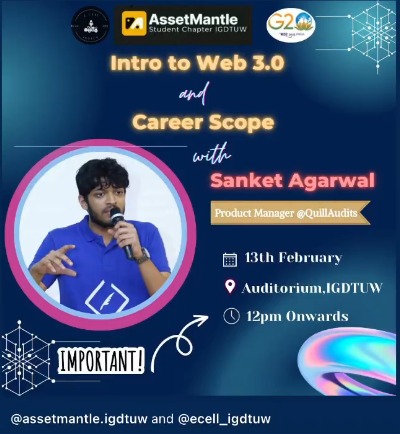 AssetMantle
Student Chapter IGDTUW
G20
Intro to Web 3.0
and
Career Scope
with
Sanket Agarwal
Product Manager @QuillAudits
13th February
Auditorium,IGDTUW
12pm Onwards
IMPORTANT!
@assetmantle.igdtuw and @ecell_igdtuw